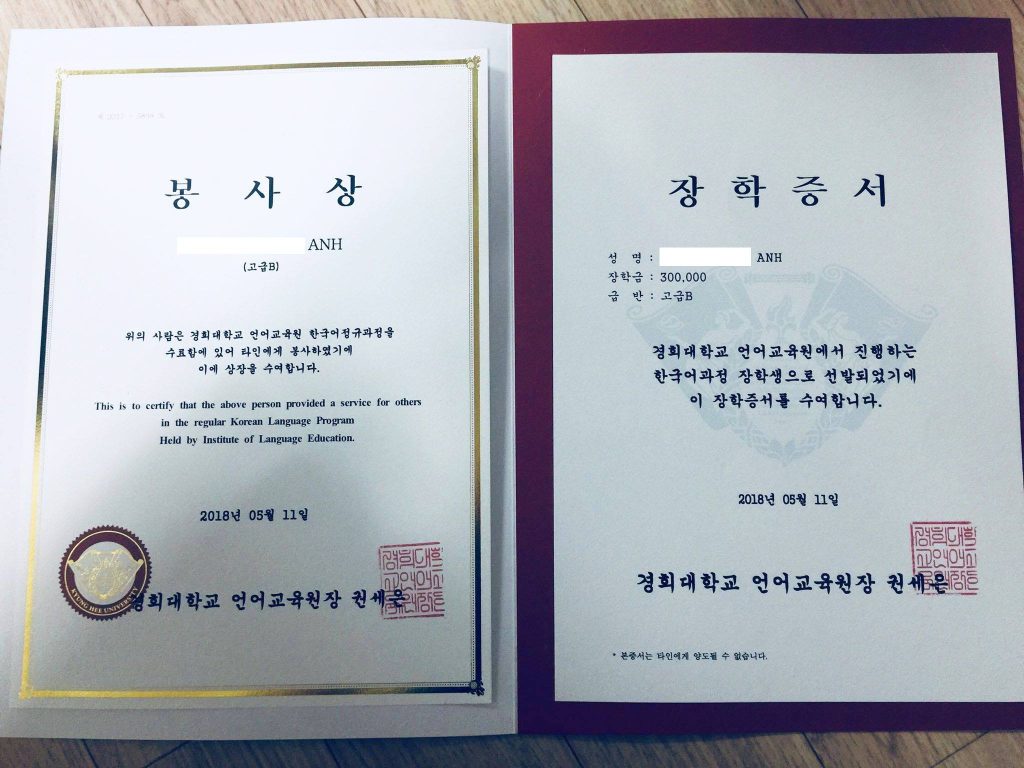 봉 사 상
ANH
(고급B)
위의 사람은 경희대학교 언어교육원 한국어정규과정을
수료함에 있어 타인에게 봉사하였기에
이에 상장을 수여합니다.
This is to certify that the above person provided a service for others
in the regular Korean Language Program
Held by Institute of Language Education.
2018년 05월 11일
KYUNG HEE UNIVERSITY
경희대학교 언어교육원장 권세은
장 학 증 서
성 명 : ANH
장학금 : 300,000
급 반 : 고급B
경희대학교 언어교육원에서 진행하는
한국어과정 장학생으로 선발되었기에
이 장학증서를 수여합니다.
2018년 05월 11일
경희대학교 언어교육원장 권세은
* 본증서는 타인에게 양도될 수 없습니다.